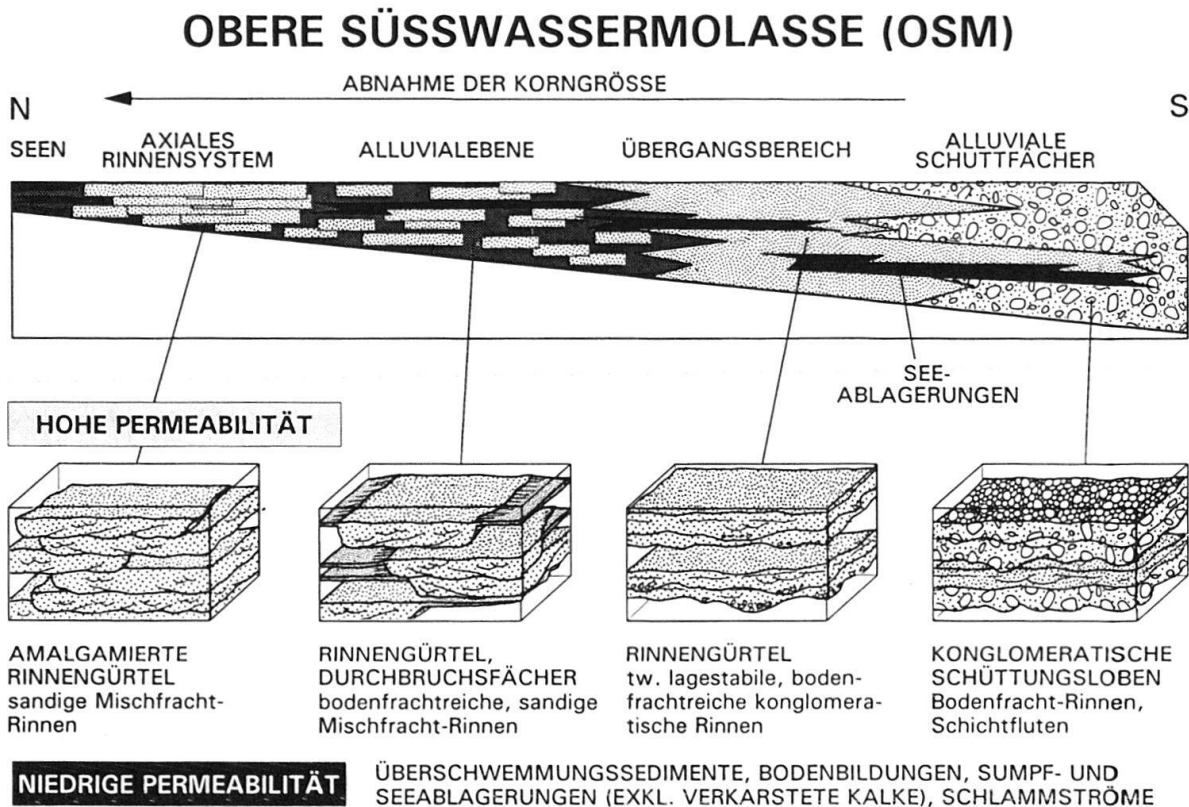 OBERE SÜSSWASSERMOLASSE (OSM)
ABNAHME DER KORNGRÖSSE
N
S
SEEN
AXIALES
RINNENSYSTEM
ALLUVIALEBENE
ÜBERGANGSBEREICH
ALLUVIALE
SCHUTTFÄCHER
SEE-
ABLAGERUNGEN
HOHE PERMEABILITÄT
AMALGAMIERTE
RINNENGÜRTEL
sandige Mischfracht-
Rinnen
RINNENGÜRTEL,
DURCHBRUCHSFÄCHER
bodenfrachtreiche, sandige
Mischfracht-Rinnen
RINNENGÜRTEL
tw. lagestabile, boden-
frachtreiche konglomera-
tische Rinnen
KONGLOMERATISCHE
SCHÜTTUNGSLOBEN
Bodenfracht-Rinnen,
Schichtfluten
NIEDRIGE PERMEABILITÄT
ÜBERSCHWEMMUNGSSEDIMENTE, BODENBILDUNGEN, SUMPF- UND
SEEABLAGERUNGEN (EXKL. VERKARSTETE KALKE), SCHLAMMSTRÖME